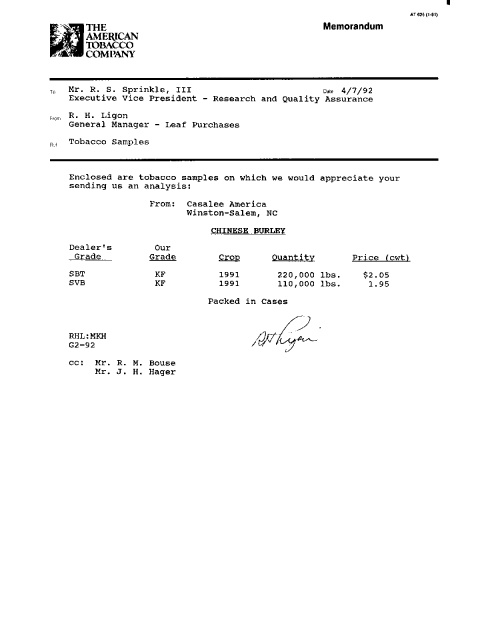 AT 625 (1-91)
THE
AMERICAN
TOBACCO
COMPANY
Memorandum
To Mr. R. S. Sprinkle, III Date 4/7/92
Executive Vice President - Research and Quality Assurance
From R. H. Ligon
General Manager - Leaf Purchases
Ref Tobacco Samples
Enclosed are tobacco samples on which we would appreciate your
sending us an analysis:
From: Casalee America
Winston-Salem, NC
CHINESE BURLEY
Dealer's Our
Grade Grade Crop Quantity Price (cwt)
SBT KF 1991 220,000 lbs. $2.05
SVB KF 1991 110,000 lbs. 1.95
Packed in Cases
RHL:MKH
G2-92
cc: Mr. R. M. Bouse
Mr. J. H. Hager